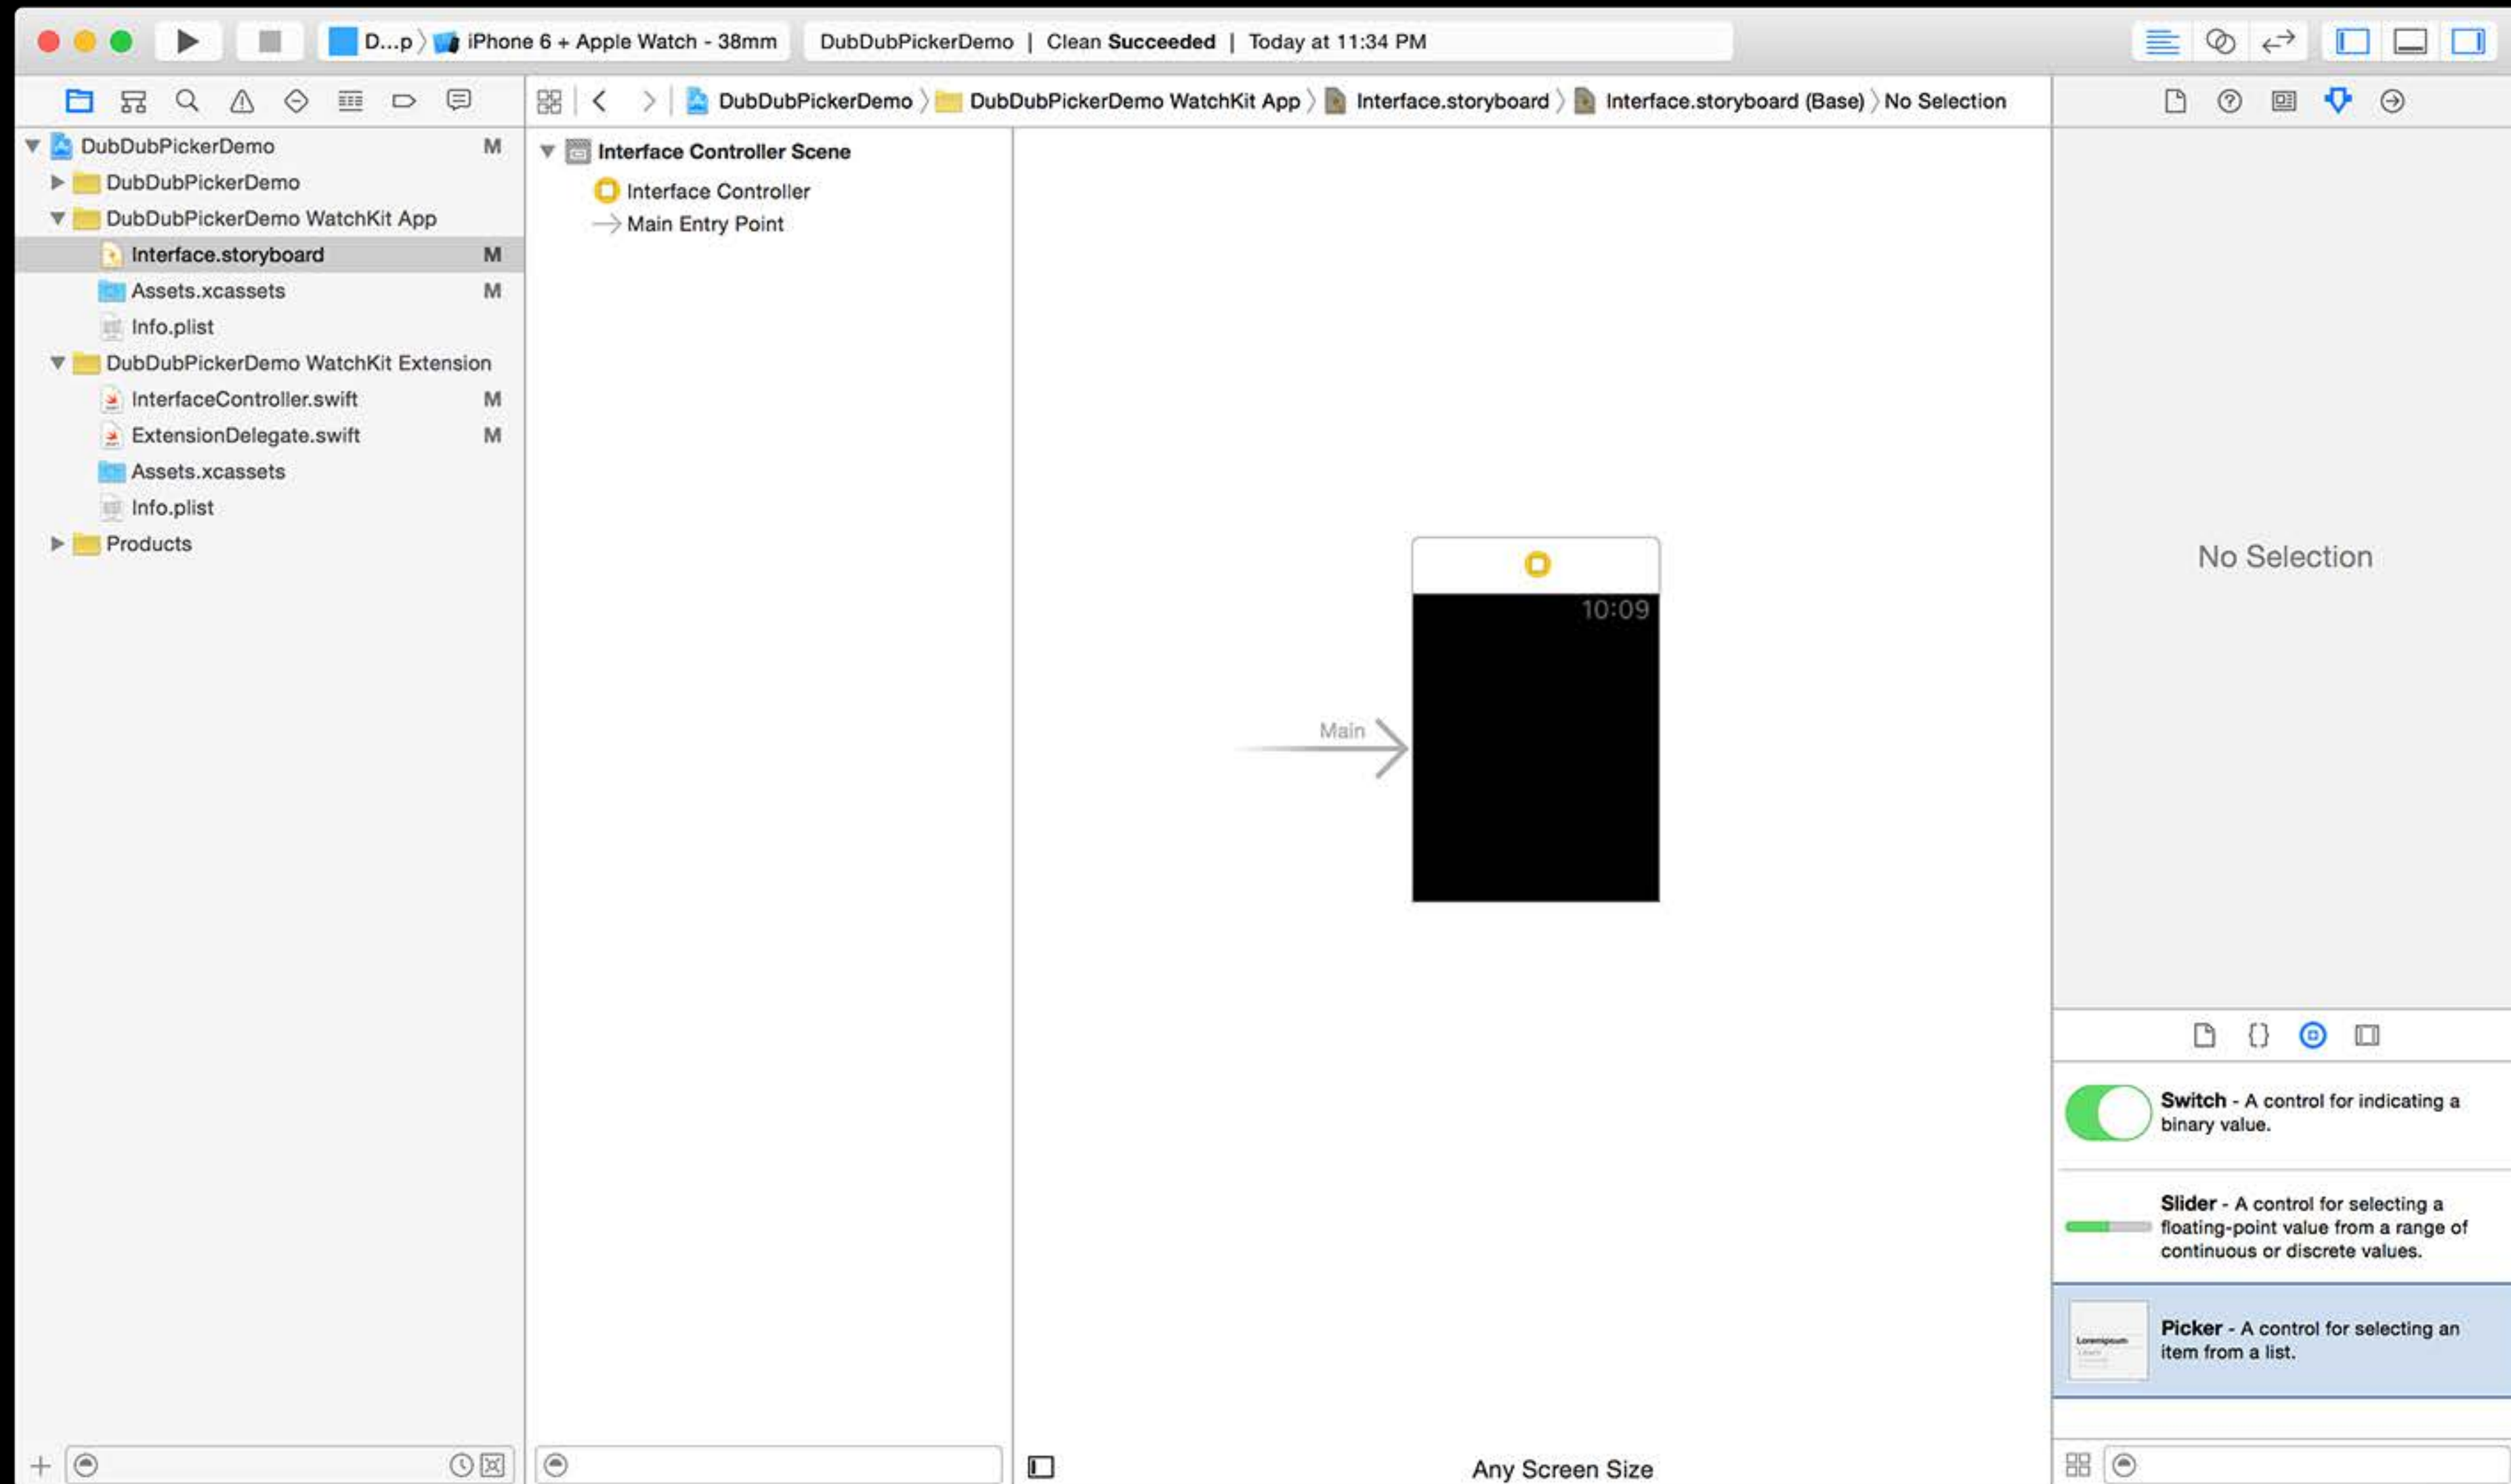 D...p iPhone 6 + Apple Watch - 38mm
DubDubPickerDemo | Clean Succeeded | Today at 11:34 PM
DubDubPickerDemo DubDubPickerDemo WatchKit App Interface.storyboard Interface.storyboard (Base) No Selection
DubDubPickerDemo M
DubDubPickerDemo
DubDubPickerDemo WatchKit App
Interface.storyboard M
Assets.xcassets M
Info.plist
DubDubPickerDemo WatchKit Extension
InterfaceController.swift M
ExtensionDelegate.swift M
Assets.xcassets
Info.plist
Products
Interface Controller Scene
Interface Controller
Main Entry Point
10:09
Main
Any Screen Size
No Selection
Switch - A control for indicating a
binary value.
Slider - A control for selecting a
floating-point value from a range of
continuous or discrete values.
Loremipsum
Picker - A control for selecting an
item from a list.